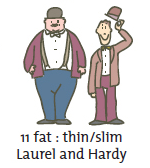 11 fat : thin/slim
Laurel and Hardy